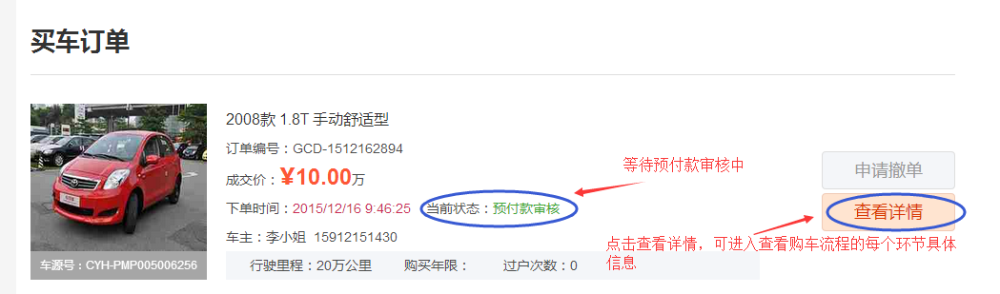 买车订单
2008款 1.8T 手动舒适型
订单编号：GCD-1512162894
等待预付款审核中
申请撤单
成交价：¥10.00万
下单时间：2015/12/16 9:46:25 当前状态：预付款审核
查看详情
车主：李小姐 15912151430
点击查看详情，可进入查看购车流程的每个环节具体
信息
车源号：CYH-PMP005006256
行驶里程：20万公里 购买年限： 过户次数：0